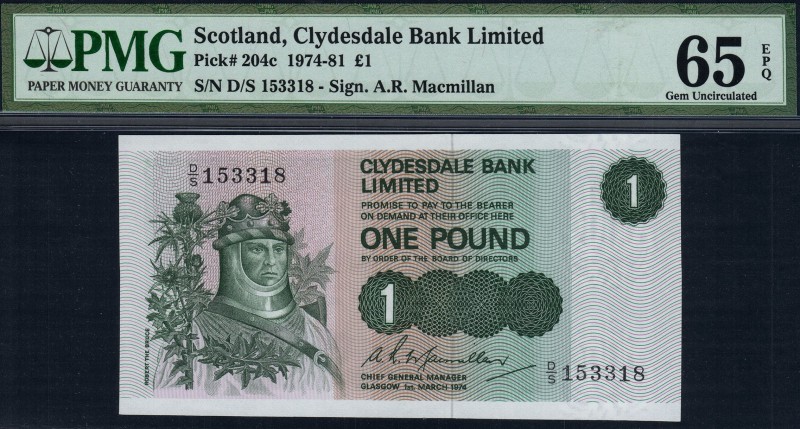 PMG
PAPER MONEY GUARANTY
Scotland, Clydesdale Bank Limited
Pick# 204c 1974-81 £1
S/N D/S 153318 - Sign. A.R. Macmillan
65 EPQ
Gem Uncirculated
D/S 153318
CLYDESDALE BANK
LIMITED
PROMISE TO PAY TO THE BEARER
ON DEMAND AT THEIR OFFICE HERE
ONE POUND
BY ORDER OF THE BOARD OF DIRECTORS
1
1
ROBERT THE BRUCE
A R Macmillan
CHIEF GENERAL MANAGER
GLASGOW 1st. MARCH 1974
D/S 153318